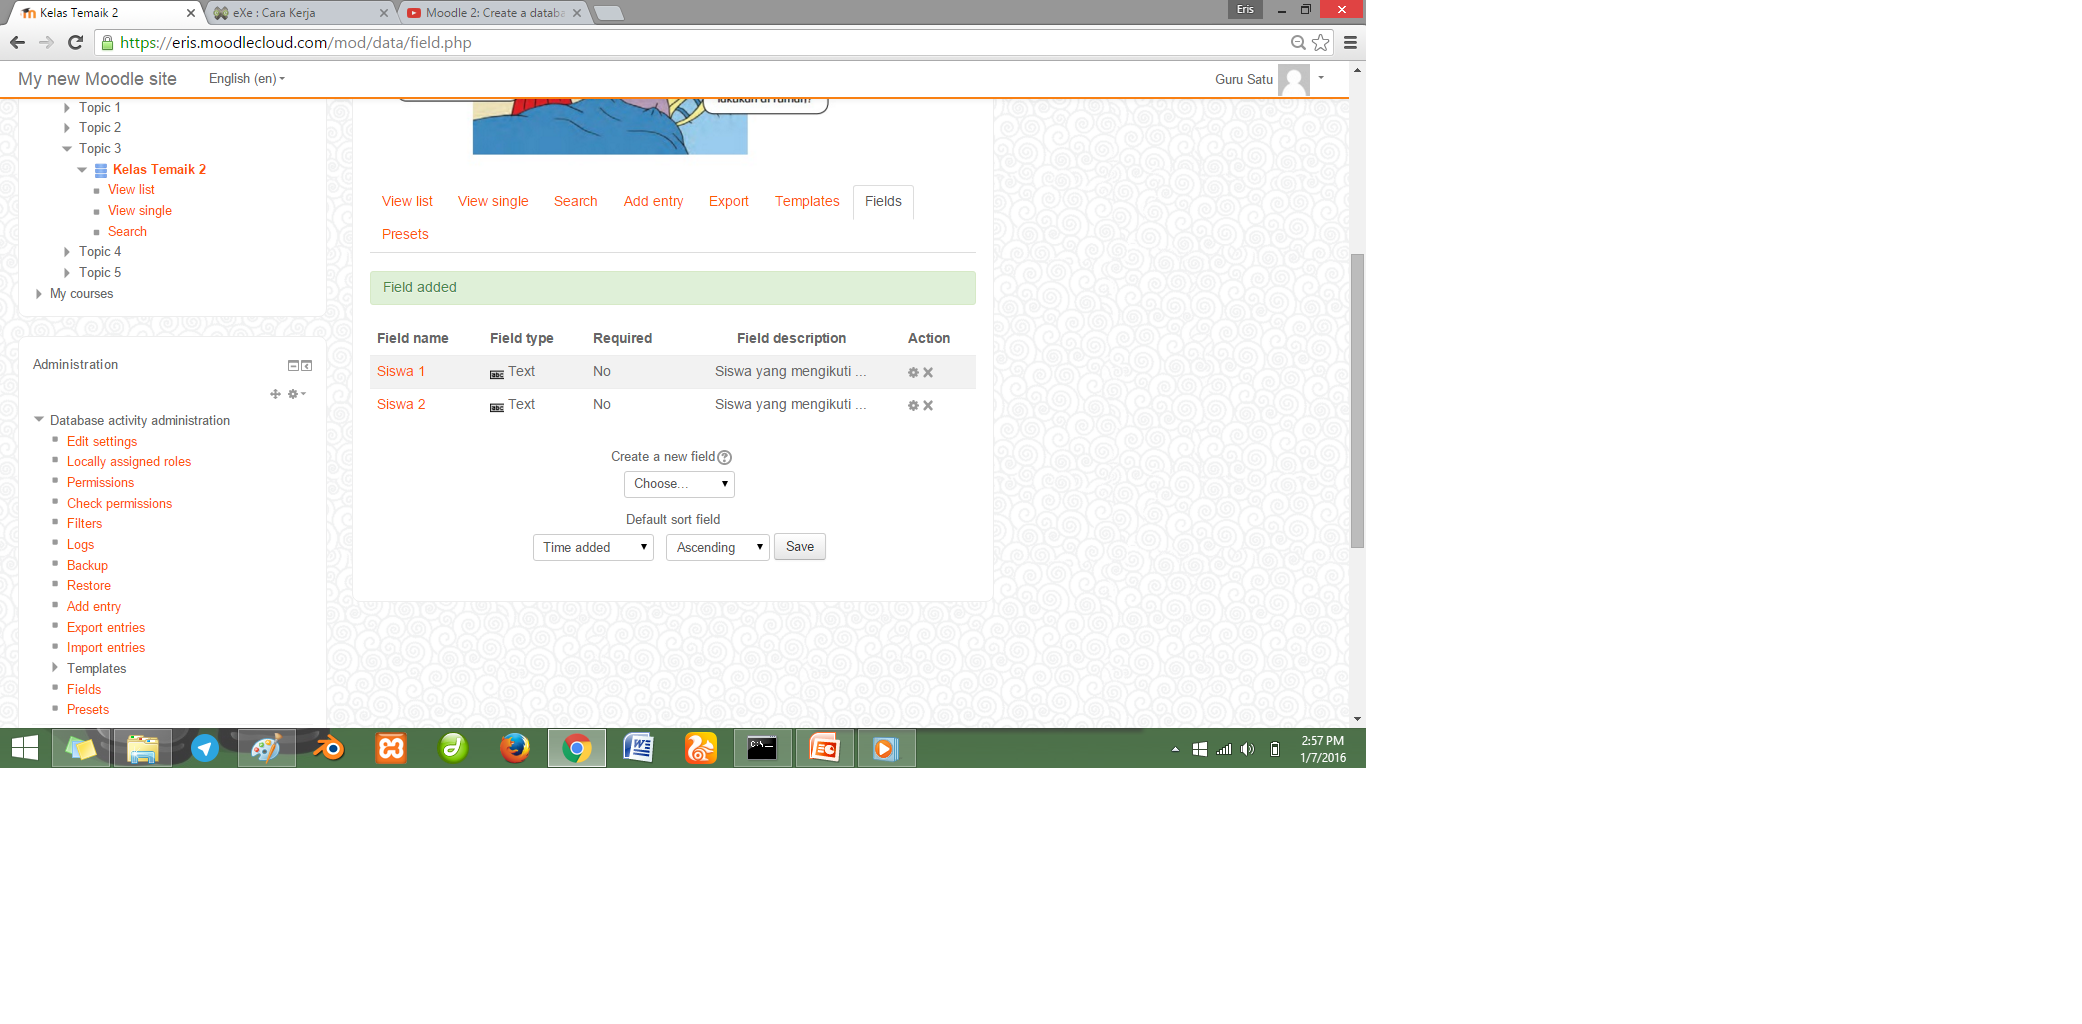 Kelas Temaik 2
eXe : Cara Kerja
Moodle 2: Create a databa
Eris
https://eris.moodlecloud.com/mod/data/field.php
My new Moodle site
English (en)
Guru Satu
Topic 1
Topic 2
Topic 3
Kelas Temaik 2
View list
View single
Search
Topic 4
Topic 5
My courses
Administration
Database activity administration
Edit settings
Locally assigned roles
Permissions
Check permissions
Filters
Logs
Backup
Restore
Add entry
Export entries
Import entries
Templates
Fields
Presets
View list View single Search Add entry Export Templates Fields
Presets
Field added
Field name Field type Required Field description Action
Siswa 1 Text No Siswa yang mengikuti ...
Siswa 2 Text No Siswa yang mengikuti ...
Create a new field
Choose...
Default sort field
Time added Ascending Save
2:57 PM
1/7/2016